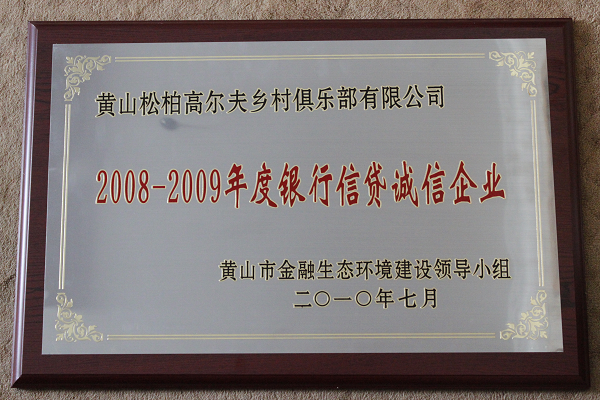 黄山松柏高尔夫乡村俱乐部有限公司
2008-2009年度银行信贷诚信企业
黄山市金融生态环境建设领导小组
二〇一〇年七月